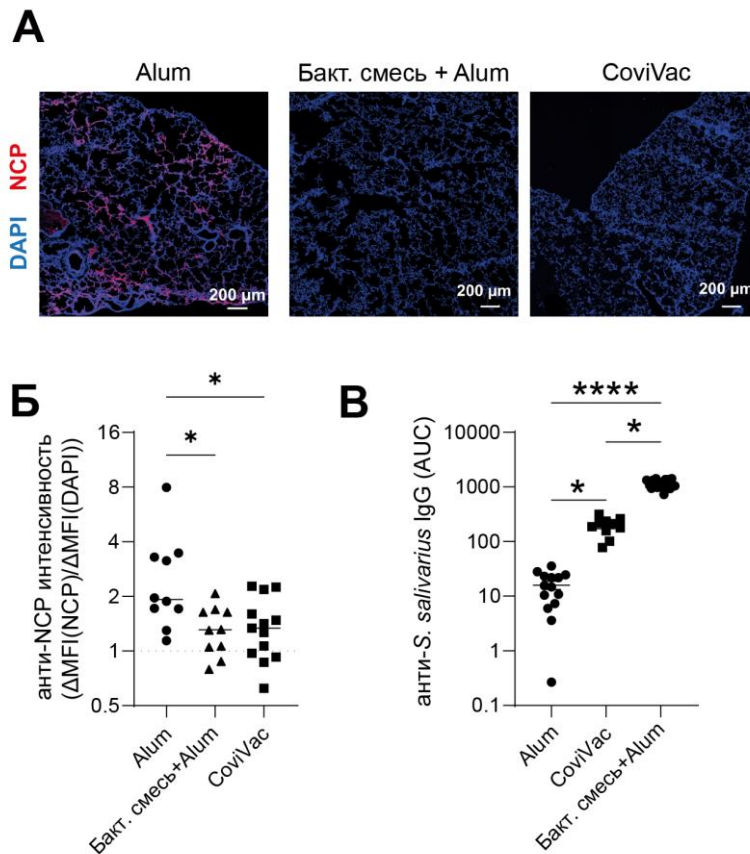 А
Alum
Бакт. смесь + Alum
CoviVac
DAPI NCP
200 µm
200 µm
200 µm
Б
анти-NCP интенсивность
(ΔMFI(NCP)/ΔMFI(DAPI))
16
8
4
2
1
0.5
*
*
Alum
Бакт. смесь+Alum
CoviVac
В
анти-S. salivarius IgG (AUC)
10000
1000
100
10
1
0.1
****
*
*
Alum
CoviVac
Бакт. смесь+Alum